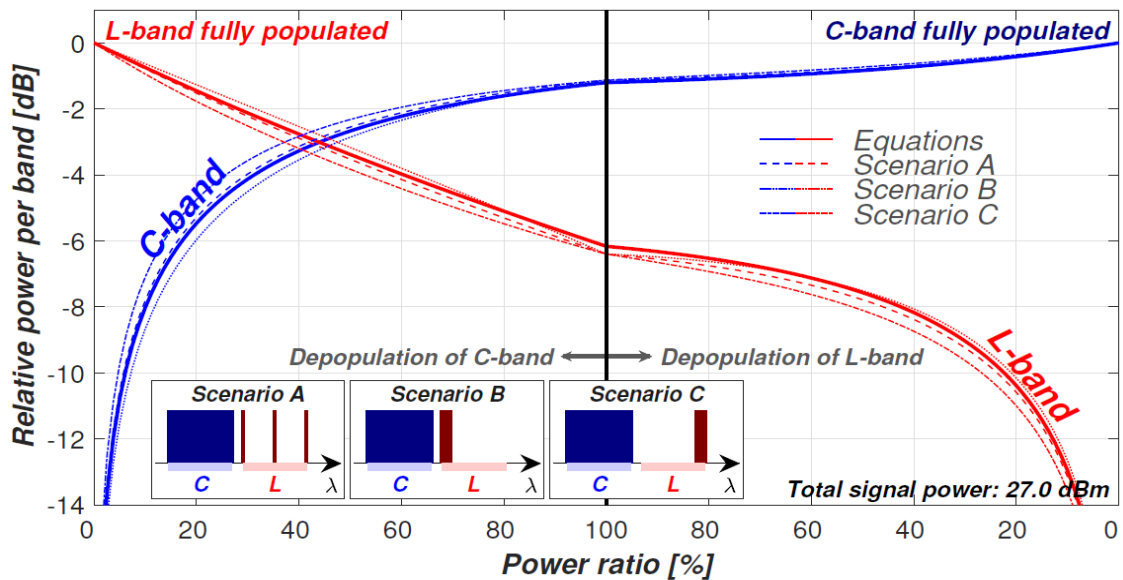 L-band fully populated
C-band fully populated
Relative power per band [dB]
0
-2
-4
-6
-8
-10
-12
-14
C-band
L-band
Equations
Scenario A
Scenario B
Scenario C
Depopulation of C-band
Depopulation of L-band
Scenario A
C
L
λ
Scenario B
C
L
λ
Scenario C
C
L
λ
Total signal power: 27.0 dBm
0
20
40
60
80
100
80
60
40
20
0
Power ratio [%]